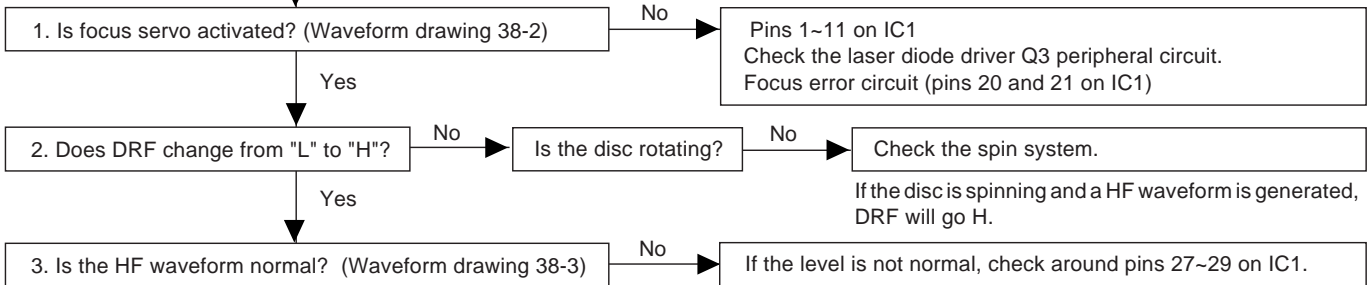 1. Is focus servo activated? (Waveform drawing 38-2)
No
Pins 1~11 on IC1
Check the laser diode driver Q3 peripheral circuit.
Focus error circuit (pins 20 and 21 on IC1)
Yes
2. Does DRF change from "L" to "H"?
No
Is the disc rotating?
No
Check the spin system.
If the disc is spinning and a HF waveform is generated,
DRF will go H.
Yes
3. Is the HF waveform normal? (Waveform drawing 38-3)
No
If the level is not normal, check around pins 27~29 on IC1.